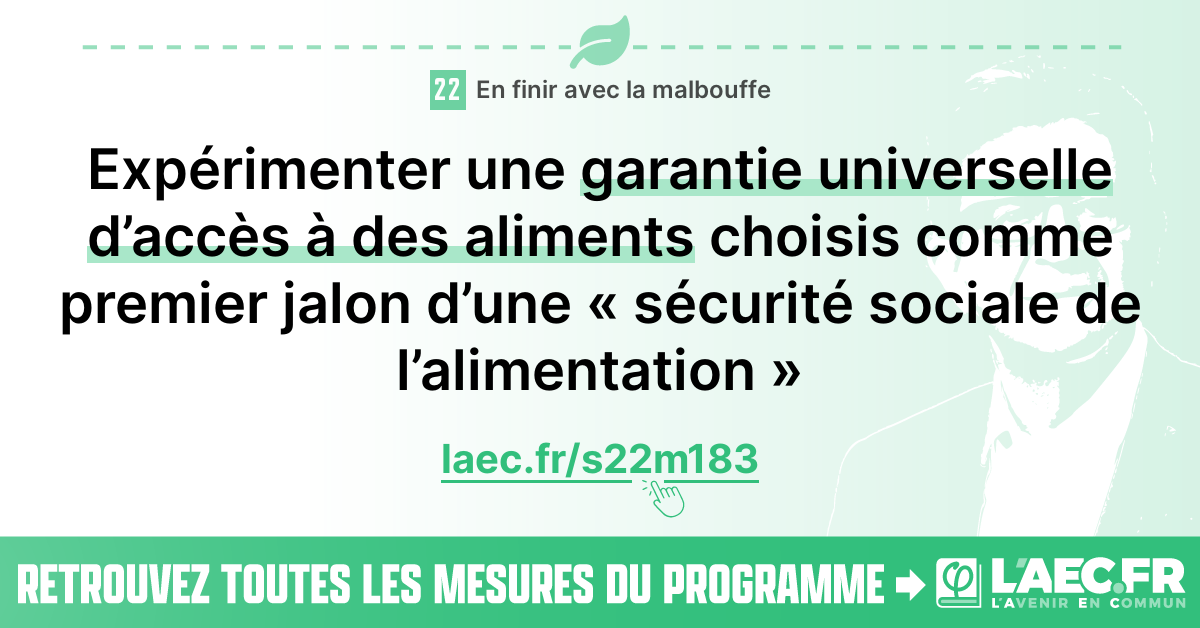 22 En finir avec la malbouffe
Expérimenter une garantie universelle
d’accès à des aliments choisis comme
premier jalon d’une « sécurité sociale de
l’alimentation »
laec.fr/s22m183
RETROUVEZ TOUTES LES MESURES DU PROGRAMME
φ L'AEC.FR
L'AVENIR EN COMMUN